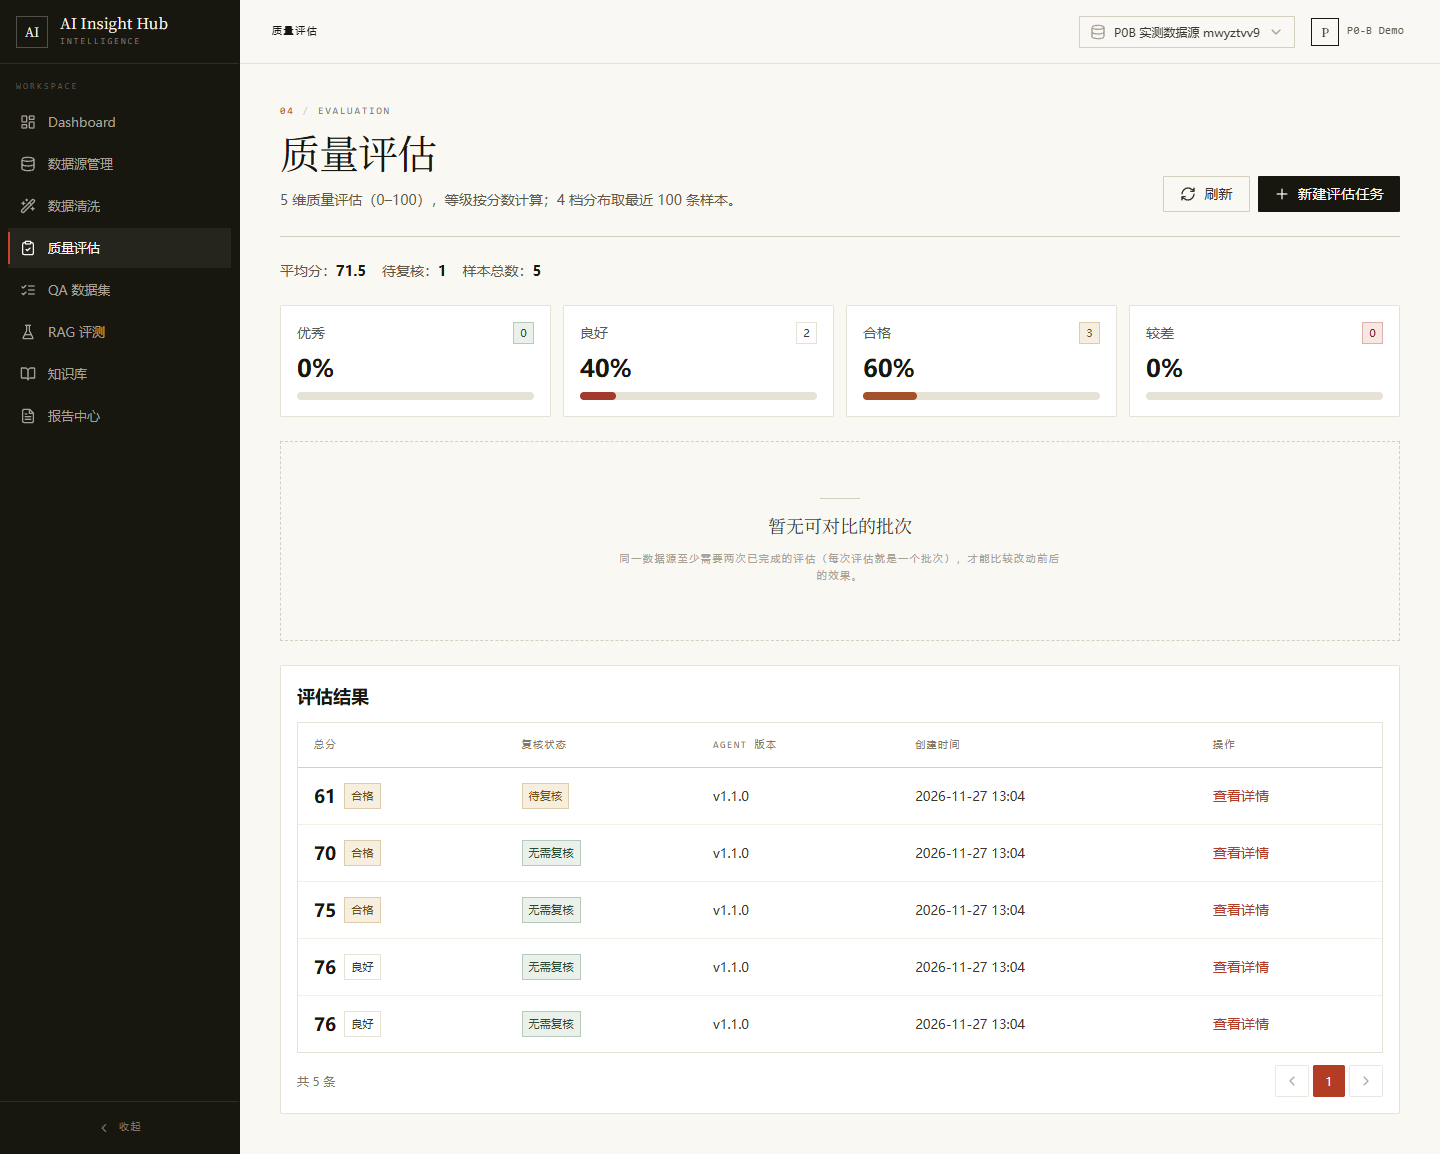 AI
AI Insight Hub
INTELLIGENCE
WORKSPACE
Dashboard
数据源管理
数据清洗
质量评估
QA 数据集
RAG 评测
知识库
报告中心
收起
质量评估
P0B 实测数据源 mwyztvv9
P
P0-B Demo
04 / EVALUATION
质量评估
5 维质量评估（0–100），等级按分数计算；4 档分布取最近 100 条样本。
刷新
新建评估任务
平均分：71.5 待复核：1 样本总数：5
优秀 0
0%
良好 2
40%
合格 3
60%
较差 0
0%
暂无可对比的批次
同一数据源至少需要两次已完成的评估（每次评估就是一个批次），才能比较改动前后
的效果。
评估结果
总分 复核状态 AGENT 版本 创建时间 操作
61 合格 待复核 v1.1.0 2026-11-27 13:04 查看详情
70 合格 无需复核 v1.1.0 2026-11-27 13:04 查看详情
75 合格 无需复核 v1.1.0 2026-11-27 13:04 查看详情
76 良好 无需复核 v1.1.0 2026-11-27 13:04 查看详情
76 良好 无需复核 v1.1.0 2026-11-27 13:04 查看详情
共 5 条
1